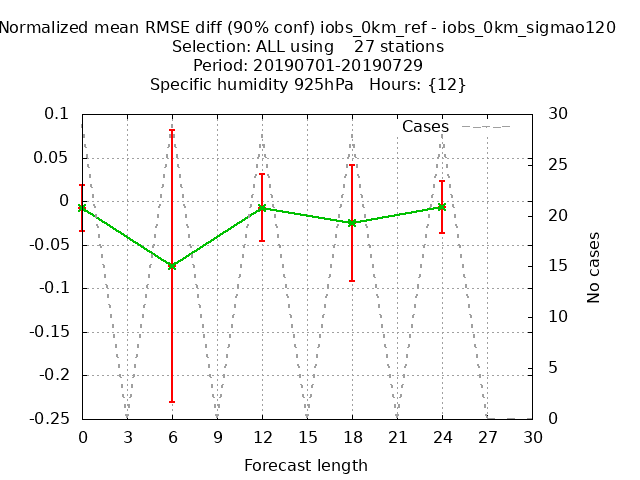 Normalized mean RMSE diff (90% conf) iobs_0km_ref - iobs_0km_sigmao120
Selection: ALL using    27 stations
Period: 20190701-20190729
Specific humidity 925hPa   Hours: {12}
0.1
0.05
0
-0.05
-0.1
-0.15
-0.2
-0.25
Cases
30
25
20
15
10
5
0
No cases
0 3 6 9 12 15 18 21 24 27 30
Forecast length